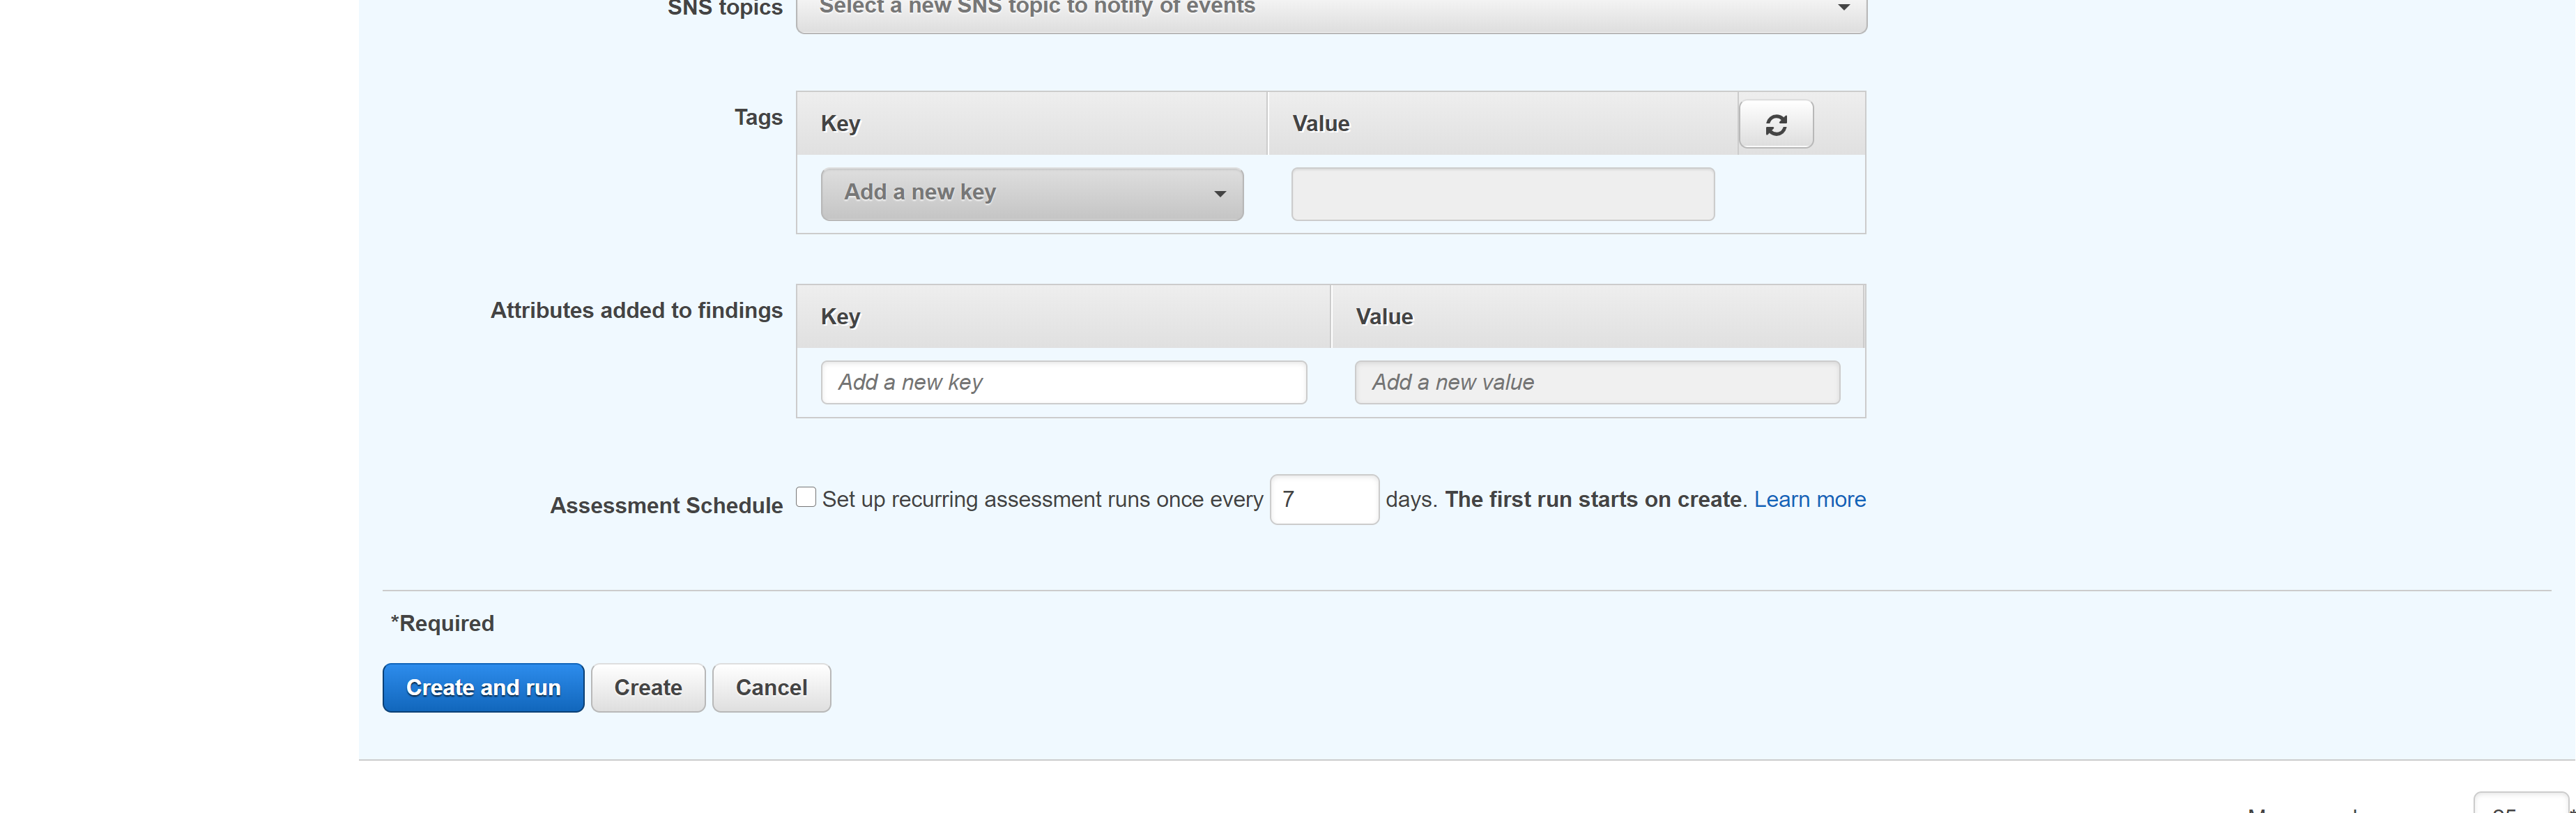 SNS topics Select a new SNS topic to notify of events
Tags Key Value
Add a new key
Attributes added to findings Key Value
Add a new key Add a new value
Assessment Schedule Set up recurring assessment runs once every 7 days. The first run starts on create. Learn more
*Required
Create and run Create Cancel